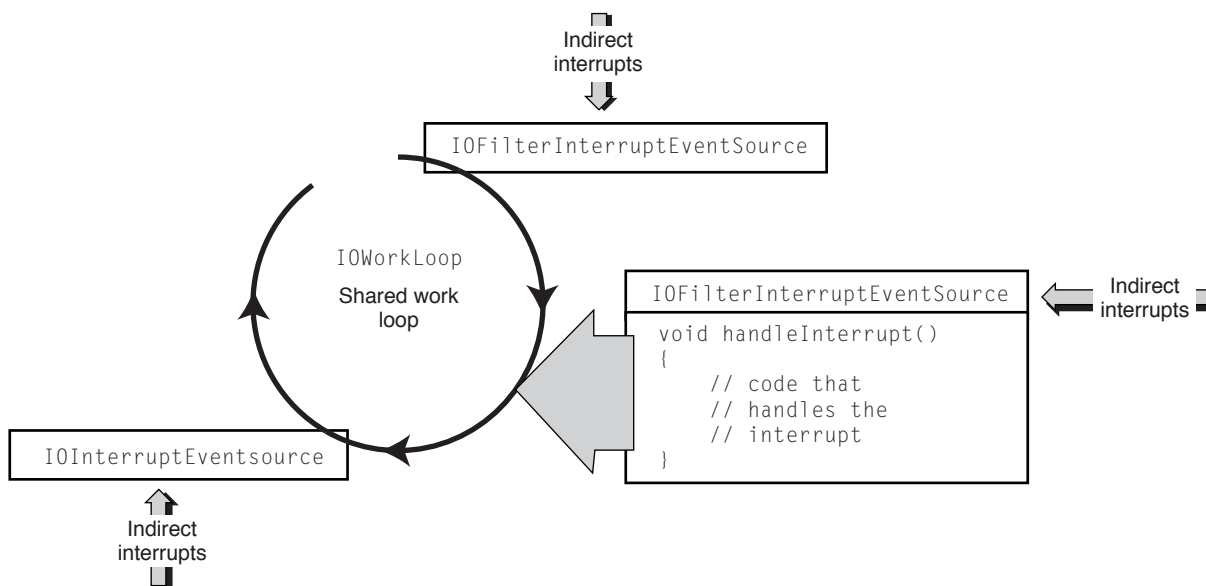 Indirect
interrupts
IOFilterInterruptEventSource
IOWorkLoop
Shared work
loop
IOFilterInterruptEventSource
void handleInterrupt()
{
// code that
// handles the
// interrupt
}
Indirect
interrupts
IOInterruptEventsource
Indirect
interrupts